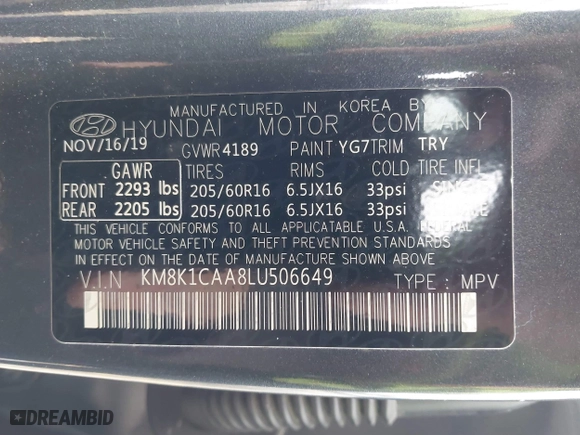 MANUFACTURED IN KOREA BY
HYUNDAI MOTOR COMPANY
NOV/16/19 GVWR 4189 PAINT YG7 TRIM TRY
GAWR TIRES RIMS COLD TIRE INFL
FRONT 2293 lbs 205/60R16 6.5JX16 33psi
REAR 2205 lbs 205/60R16 6.5JX16 33psi
THIS VEHICLE CONFORMS TO ALL APPLICATABLE U.S.A. FEDERAL
MOTOR VEHICLE SAFETY AND THEFT PREVENTION STANDARDS
IN EFFECT ON THE DATE OF MANUFACTURE SHOWN ABOVE
V.I.N KM8K1CAA8LU506649 TYPE : MPV
DREAMBID